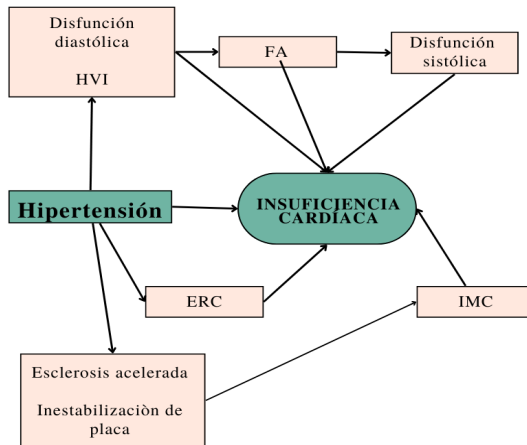 Disfunción
diastólica
HVI
FA
Disfunción
sistólica
Hipertensión
INSUFICIENCIA
CARDÍACA
ERC
IMC
Esclerosis acelerada
Inestabilizaciòn de
placa